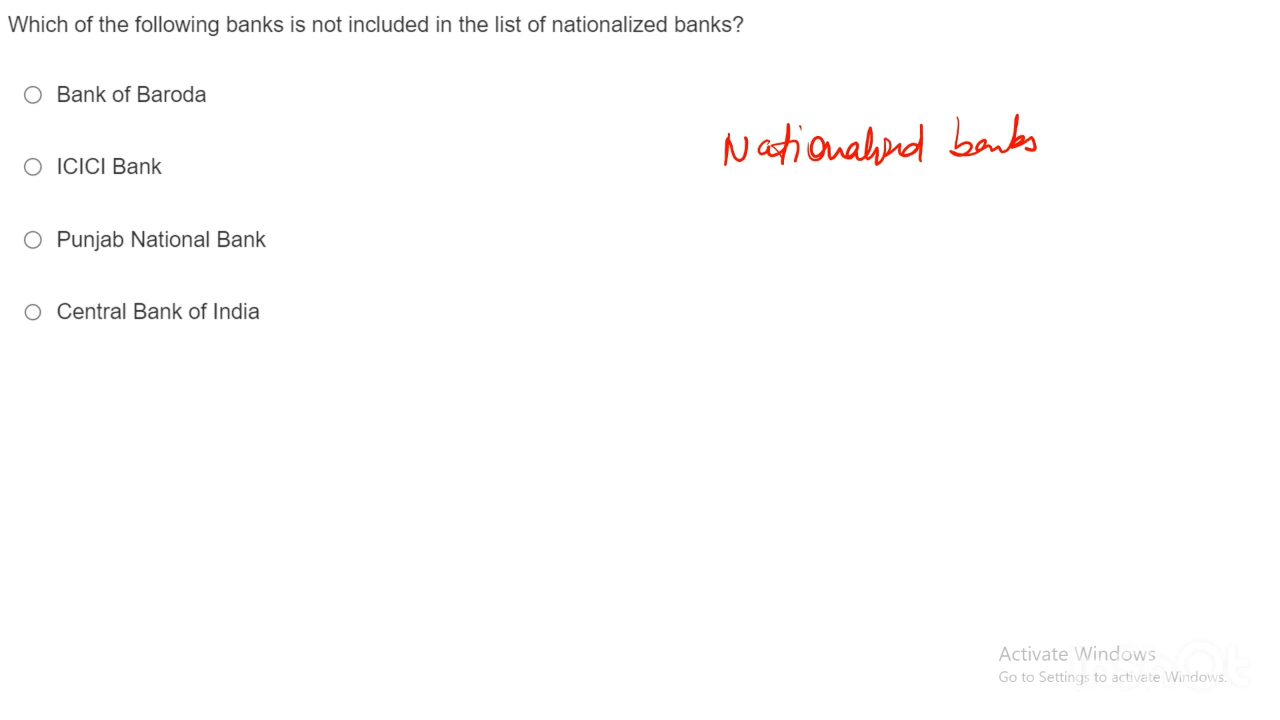 Which of the following banks is not included in the list of nationalized banks?
Bank of Baroda
Nationalized banks
ICICI Bank
Punjab National Bank
Central Bank of India
Activate Windows
Go to Settings to activate Windows.